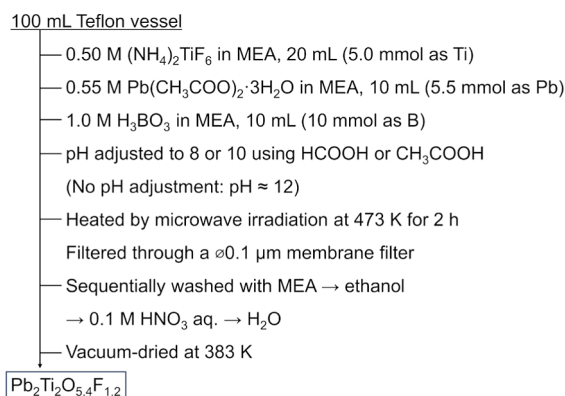 100 mL Teflon vessel
0.50 M (NH₄)₂TiF₆ in MEA, 20 mL (5.0 mmol as Ti)
0.55 M Pb(CH₃COO)₂·3H₂O in MEA, 10 mL (5.5 mmol as Pb)
1.0 M H₃BO₃ in MEA, 10 mL (10 mmol as B)
pH adjusted to 8 or 10 using HCOOH or CH₃COOH
(No pH adjustment: pH ≈ 12)
Heated by microwave irradiation at 473 K for 2 h
Filtered through a ⌀0.1 μm membrane filter
Sequentially washed with MEA → ethanol
→ 0.1 M HNO₃ aq. → H₂O
Vacuum-dried at 383 K
Pb₂Ti₂O₅.₄F₁.₂